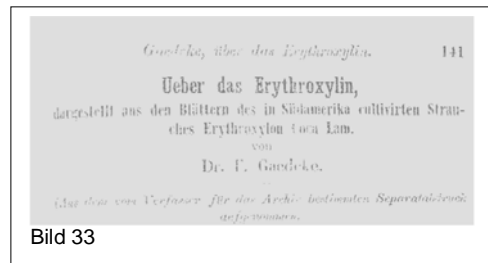 Gaedcke, über das Erythroxylin. 141
Ueber das Erythroxylin,
dargestellt aus den Blättern des in Südamerika cultivirten Strau-
ches Erythroxylon Coca Lam.
von
Dr. F. Gaedcke.
(Aus dem vom Verfasser für das Archiv bestimmten Separatabdruck
aufgenommen.
Bild 33